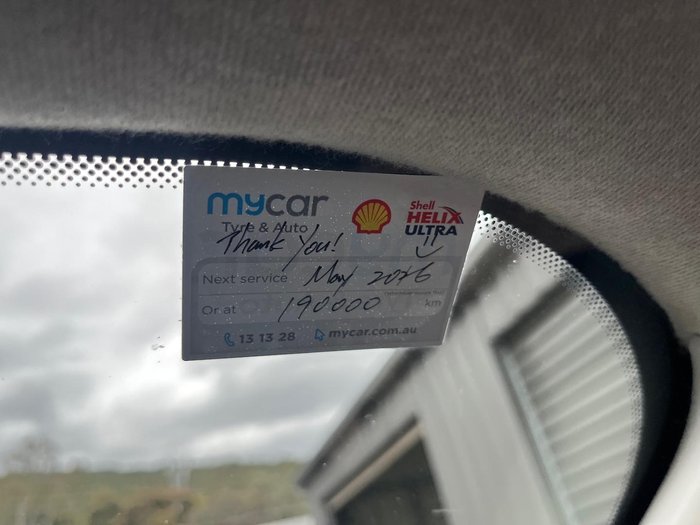 mycar
Tyre & Auto
Shell
HELIX
ULTRA
Thank You!
Next service May 2026
Or at 190000 km
13 13 28 mycar.com.au